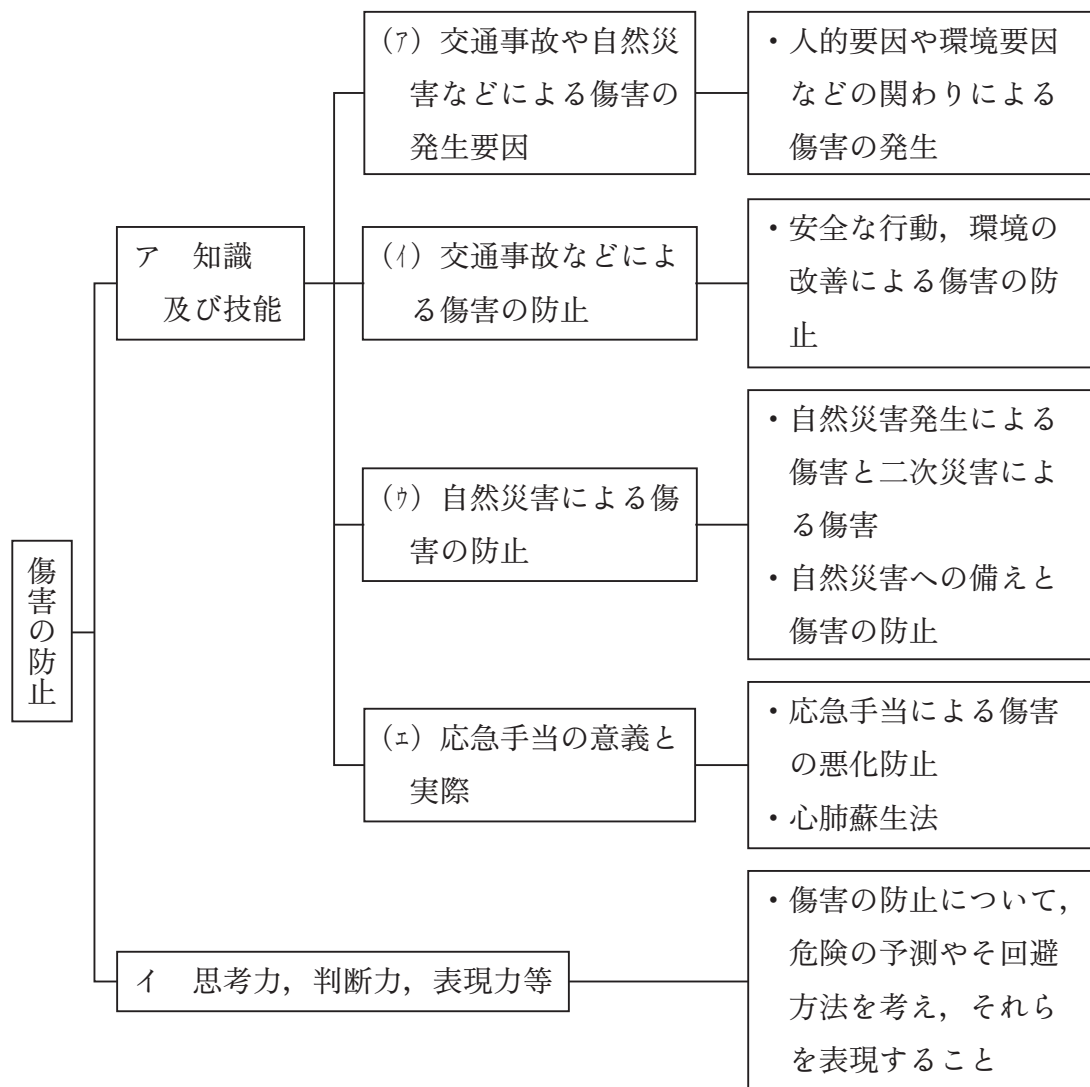 傷害の防止
ア　知識
及び技能
(ｱ) 交通事故や自然災
害などによる傷害の
発生要因
・人的要因や環境要因
などの関わりによる
傷害の発生
(ｲ) 交通事故などによ
る傷害の防止
・安全な行動，環境の
改善による傷害の防
止
(ｳ) 自然災害による傷
害の防止
・自然災害発生による
傷害と二次災害によ
る傷害
・自然災害への備えと
傷害の防止
(ｴ) 応急手当の意義と
実際
・応急手当による傷害
の悪化防止
・心肺蘇生法
イ　思考力，判断力，表現力等
・傷害の防止について，
危険の予測やそ回避
方法を考え，それら
を表現すること